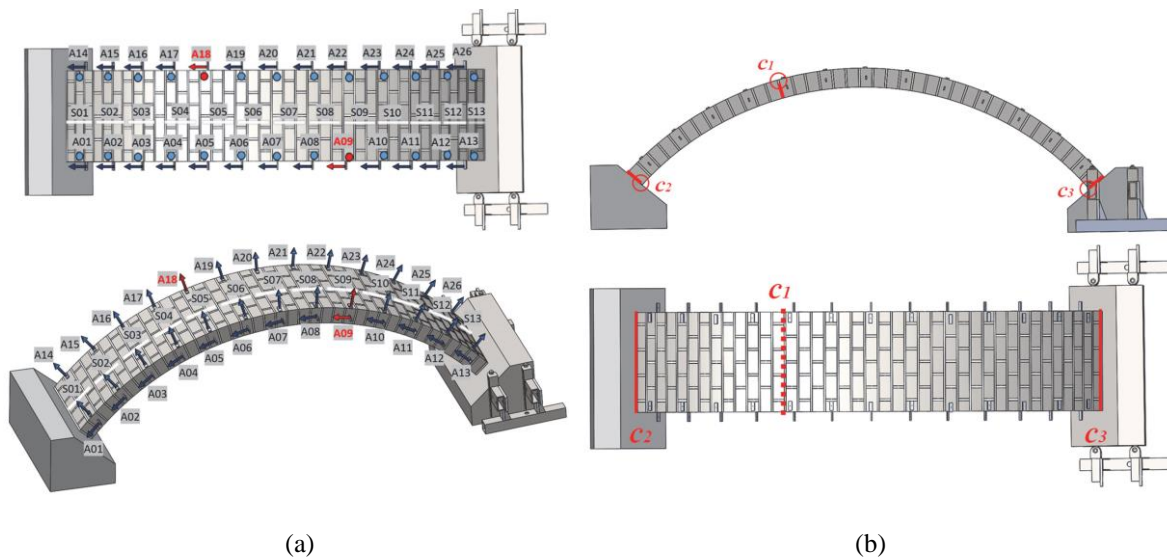 A14 A15 A16 A17 A18 A19 A20 A21 A22 A23 A24 A25 A26
S01 S02 S03 S04 S05 S06 S07 S08 S09 S10 S11 S12 S13
A01 A02 A03 A04 A05 A06 A07 A08 A09 A10 A11 A12 A13
A14 A15 A16 A17 A18 A19 A20 A21 A22 A23 A24 A25 A26
S01 S02 S03 S04 S05 S06 S07 S08 S09 S10 S11 S12 S13
A01 A02 A03 A04 A05 A06 A07 A08 A09 A10 A11 A12 A13
(a)
c1
c2 c3
c1
c2 c3
(b)